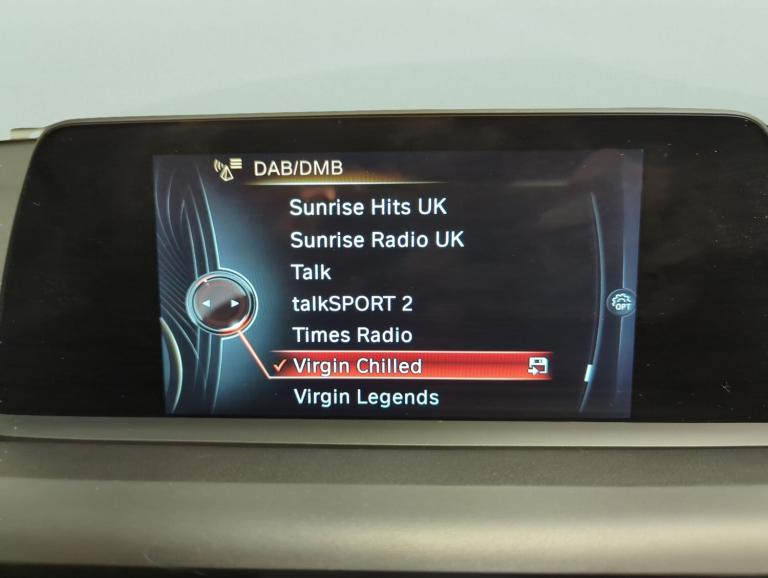 DAB/DMB
Sunrise Hits UK
Sunrise Radio UK
Talk
talkSPORT 2
OPT
Times Radio
Virgin Chilled
Virgin Legends